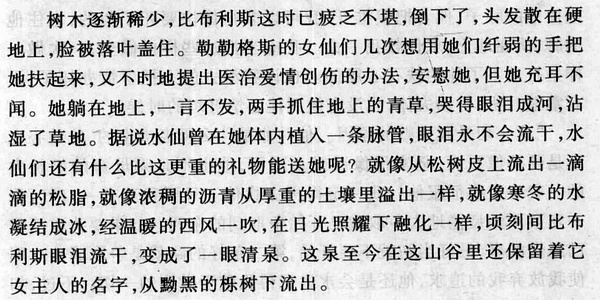 树木逐渐稀少,比布利斯这时已疲乏不堪,倒下了,头发散在硬
地上,脸被落叶盖住。勒勒格斯的女仙们几次想用她们纤弱的手把
她扶起来,又不时地提出医治爱情创伤的办法,安慰她,但她充耳不
闻。她躺在地上,一言不发,两手抓住地上的青草,哭得眼泪成河,沾
湿了草地。据说水仙曾在她体内植入一条脉管,眼泪永不会流干,水
仙们还有什么比这更重的礼物能送她呢?就像从松树皮上流出一滴
滴的松脂,就像浓稠的沥青从厚重的土壤里溢出一样,就像寒冬的水
凝结成冰,经温暖的西风一吹,在日光照耀下融化一样,顷刻间比布
利斯眼泪流干,变成了一眼清泉。这泉至今在这山谷里还保留着它
女主人的名字,从黝黑的栎树下流出。